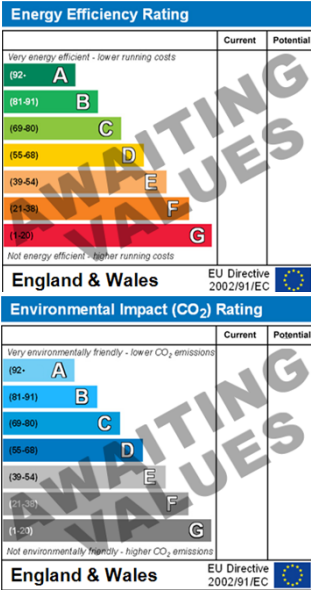 Energy Efficiency Rating
Current Potential
Very energy efficient - lower running costs
(92- A
(81-91) B
(69-80) C
(55-68) D
(39-54) E
(21-38) F
(1-20) G
Not energy efficient - higher running costs
AWAITING
VALUES
England & Wales
EU Directive
2002/91/EC
Environmental Impact (CO₂) Rating
Current Potential
Very environmentally friendly - lower CO₂ emissions
(92- A
(81-91) B
(69-80) C
(55-68) D
(39-54) E
(21-38) F
(1-20) G
Not environmentally friendly - higher CO₂ emissions
AWAITING
VALUES
England & Wales
EU Directive
2002/91/EC